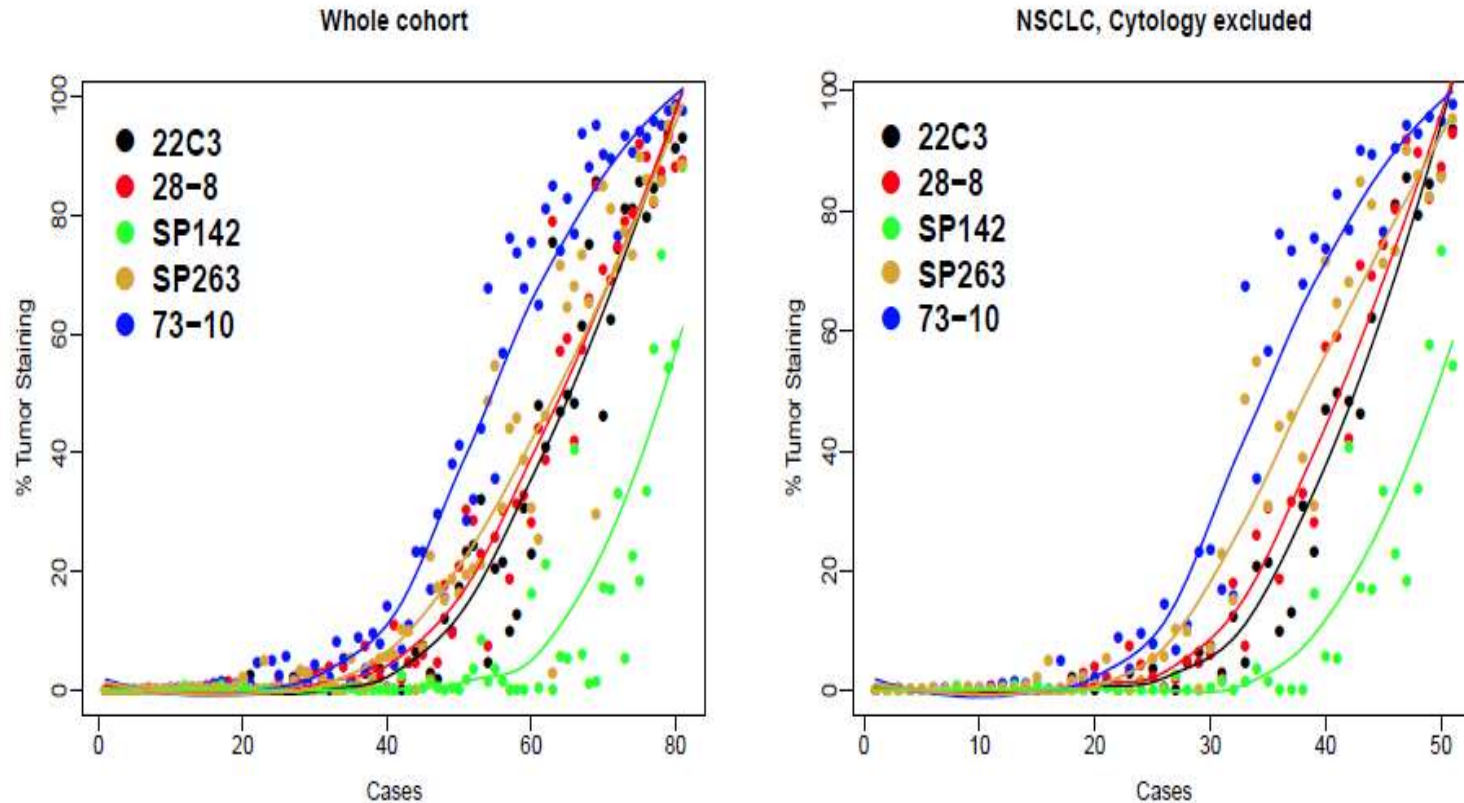 Whole cohort
% Tumor Staining
100
80
60
40
20
0
22C3
28-8
SP142
SP263
73-10
0 20 40 60 80
Cases
NSCLC, Cytology excluded
% Tumor Staining
100
80
60
40
20
0
22C3
28-8
SP142
SP263
73-10
0 10 20 30 40 50
Cases